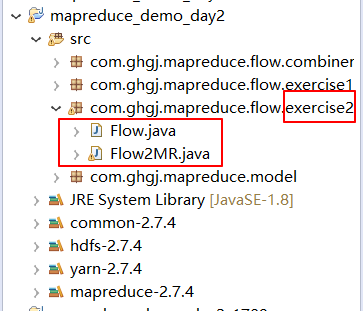 mapreduce_demo_day2
src
com.ghgj.mapreduce.flow.combiner
com.ghgj.mapreduce.flow.exercise1
com.ghgj.mapreduce.flow.exercise2
Flow.java
Flow2MR.java
com.ghgj.mapreduce.model
JRE System Library [JavaSE-1.8]
common-2.7.4
hdfs-2.7.4
yarn-2.7.4
mapreduce-2.7.4